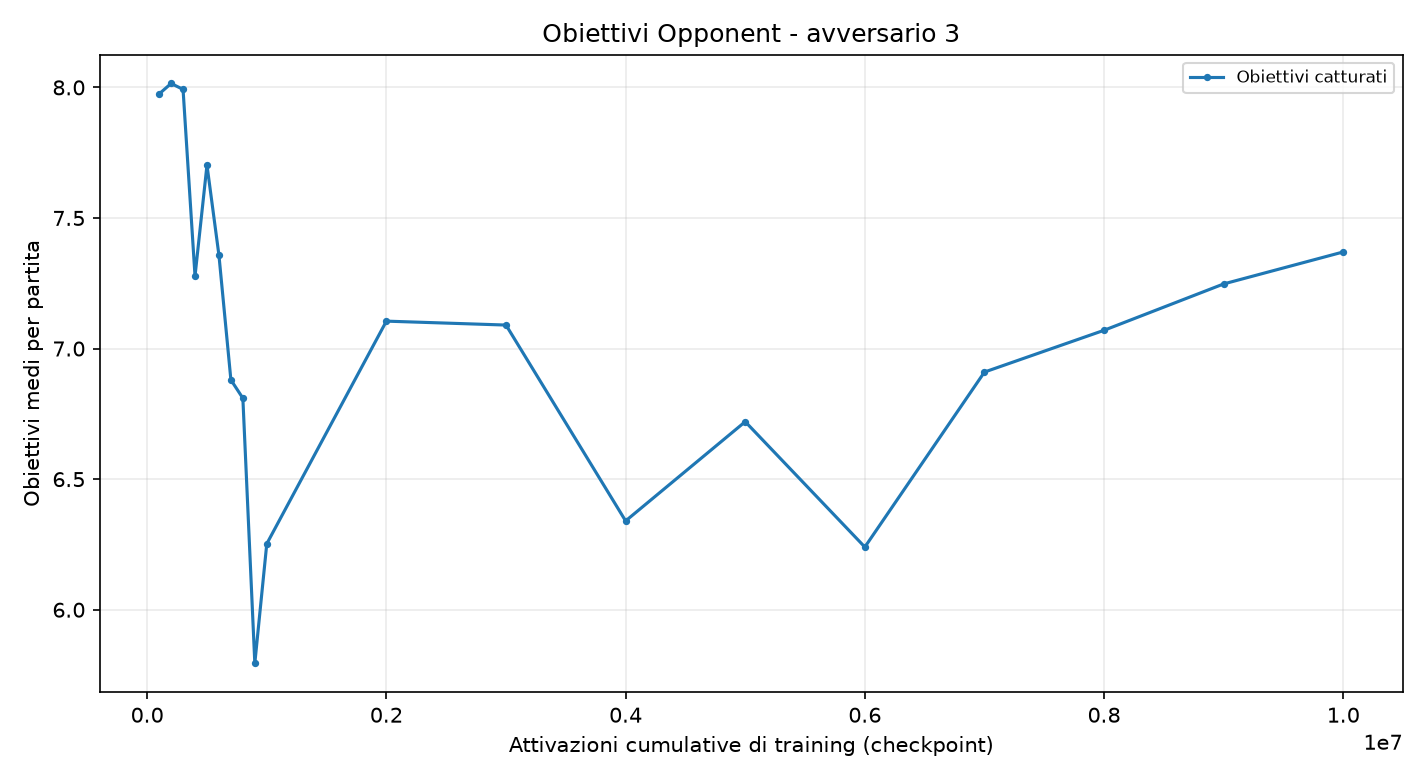 Obiettivi Opponent - avversario 3
Obiettivi catturati
Obiettivi medi per partita
8.0
7.5
7.0
6.5
6.0
0.0 0.2 0.4 0.6 0.8 1.0
1e7
Attivazioni cumulative di training (checkpoint)